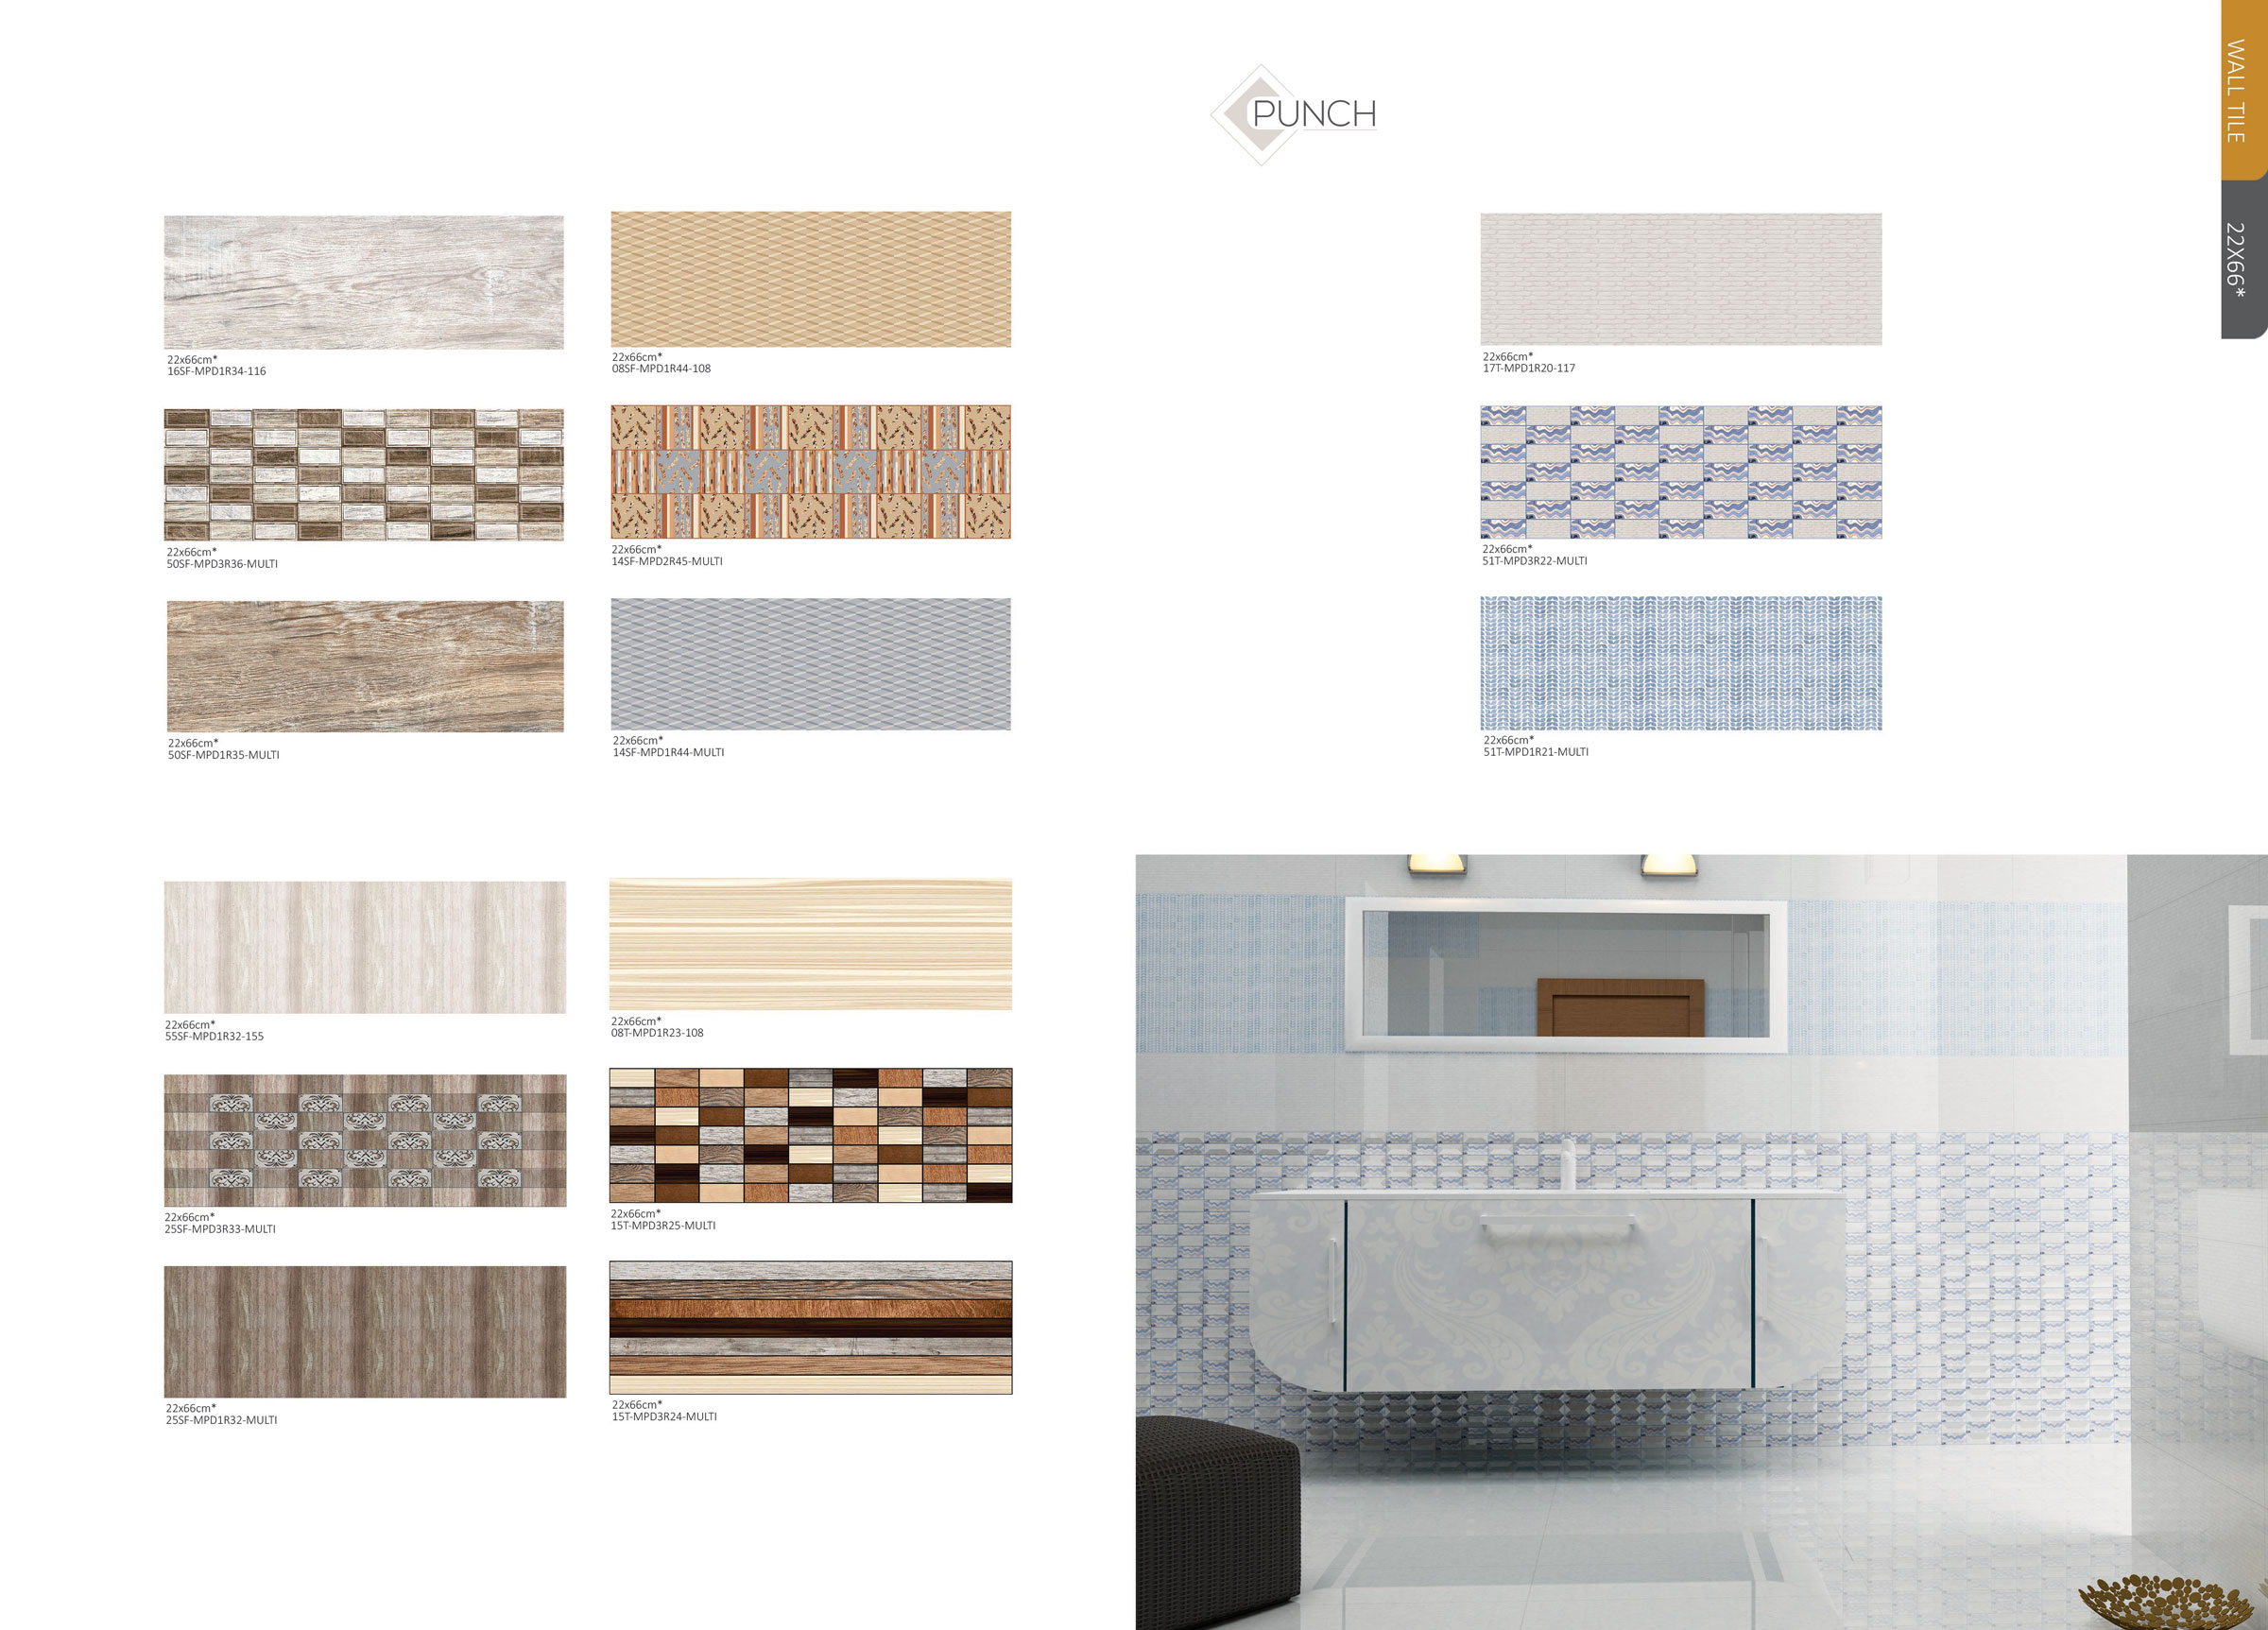 PUNCH
WALL TILE
22X66*
22x66cm*
16SF-MPD1R34-116
22x66cm*
08SF-MPD1R44-108
22x66cm*
17T-MPD1R20-117
22x66cm*
50SF-MPD3R36-MULTI
22x66cm*
14SF-MPD2R45-MULTI
22x66cm*
51T-MPD3R22-MULTI
22x66cm*
50SF-MPD1R35-MULTI
22x66cm*
14SF-MPD1R44-MULTI
22x66cm*
51T-MPD1R21-MULTI
22x66cm*
55SF-MPD1R32-155
22x66cm*
08T-MPD1R23-108
22x66cm*
25SF-MPD3R33-MULTI
22x66cm*
15T-MPD3R25-MULTI
22x66cm*
25SF-MPD1R32-MULTI
22x66cm*
15T-MPD3R24-MULTI